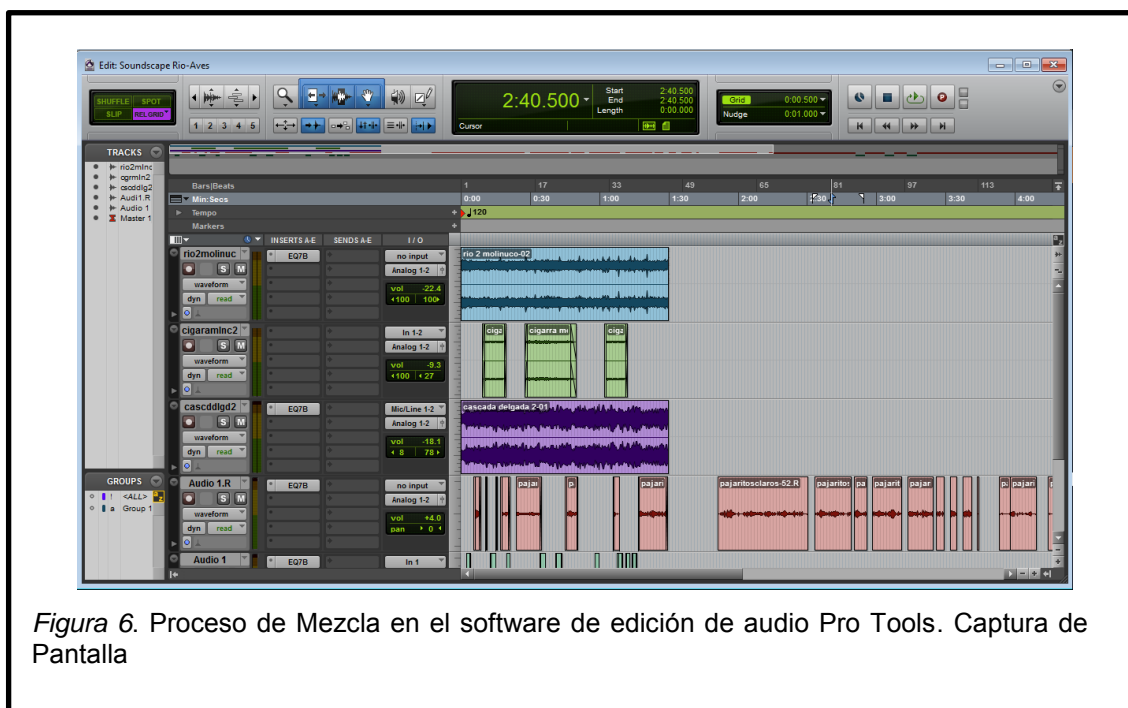 Edit: Soundscape Rio-Aves
SHUFFLE SPOT
SLIP RELGRID
1 2 3 4 5
2:40.500
Start 2:40.500
End 2:40.500
Length 0:00.000
Cursor
Grid 0:00.500
Nudge 0:01.000
TRACKS
rio2mlnc
cgrmln2
cscddlg2
Audi1.R
Audio 1
Master 1
Bars|Beats 1 17 33 49 65 81 97 113
Min:Secs 0:00 0:30 1:00 1:30 2:00 2:30 3:00 3:30 4:00
Tempo 120
Markers
INSERTS A-E SENDS A-E I / O
rio2molinuc EQ7B no input rio 2 molinuco-02
S M Analog 1-2
waveform vol -22.4
dyn read 100 100
cigaramlnc2 In 1-2 ciga cigarra mo ciga
S M Analog 1-2
waveform vol -9.3
dyn read 100 27
cascddlgd2 EQ7B Mic/Line 1-2 cascada delgada 2-01
S M Analog 1-2
waveform vol -18.1
dyn read 8 78
GROUPS
! <ALL>
a Group 1
Audio 1.R EQ7B no input pajar p pajari pajaritosclaros-52.R pajaritos pa pajarit pajar p pajari
S M Analog 1-2
waveform vol +4.0
dyn read pan 0
Audio 1 EQ7B In 1
Figura 6. Proceso de Mezcla en el software de edición de audio Pro Tools. Captura de
Pantalla